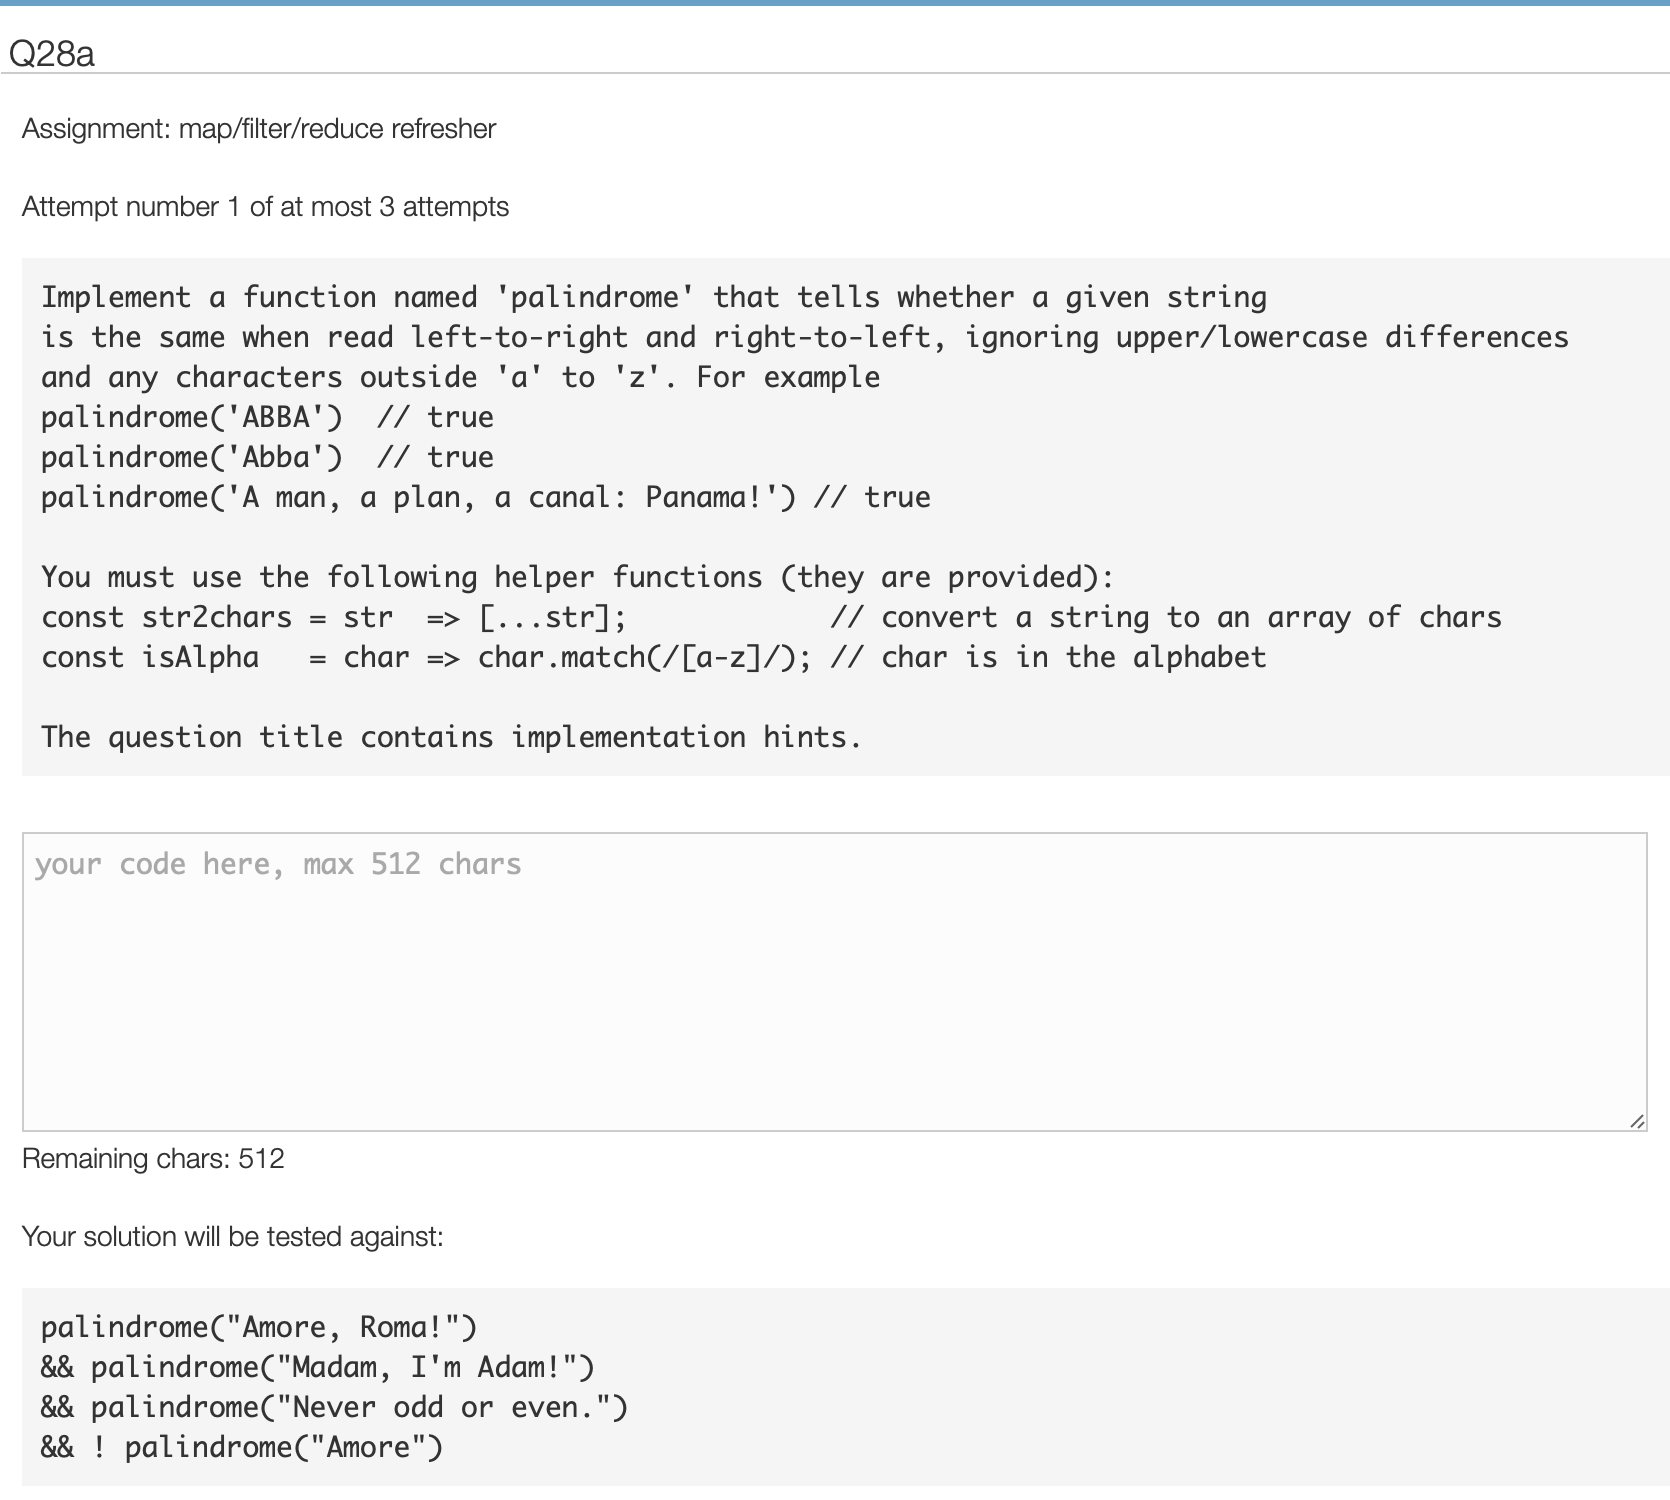 Q28a
Assignment: map/filter/reduce refresher
Attempt number 1 of at most 3 attempts
Implement a function named 'palindrome' that tells whether a given string
is the same when read left-to-right and right-to-left, ignoring upper/lowercase differences
and any characters outside 'a' to 'z'. For example
palindrome('ABBA')  // true
palindrome('Abba')  // true
palindrome('A man, a plan, a canal: Panama!') // true
You must use the following helper functions (they are provided):
const str2chars = str  => [...str];            // convert a string to an array of chars
const isAlpha   = char => char.match(/[a-z]/); // char is in the alphabet
The question title contains implementation hints.
your code here, max 512 chars
Remaining chars: 512
Your solution will be tested against:
palindrome("Amore, Roma!")
&& palindrome("Madam, I'm Adam!")
&& palindrome("Never odd or even.")
&& ! palindrome("Amore")